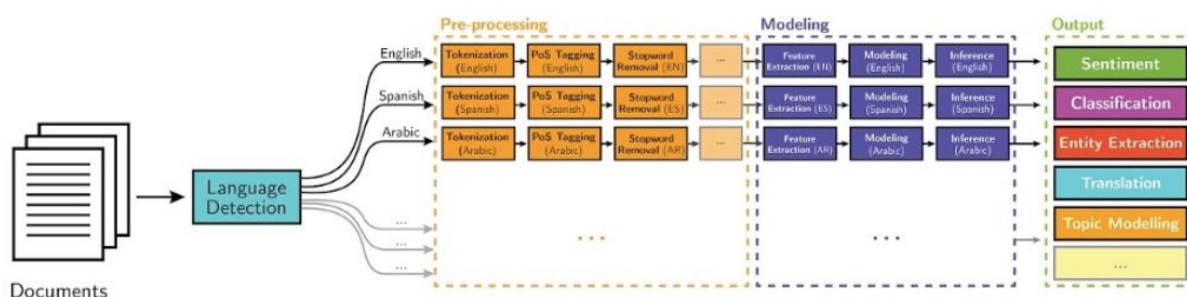 Pre-processing
Modeling
Output
English
Tokenization
(English)
PoS Tagging
(English)
Stopword
Removal (EN)
...
Feature
Extraction (EN)
Modeling
(English)
Inference
(English)
Sentiment
Spanish
Tokenization
(Spanish)
PoS Tagging
(Spanish)
Stopword
Removal (ES)
...
Feature
Extraction (ES)
Modeling
(Spanish)
Inference
(Spanish)
Classification
Arabic
Tokenization
(Arabic)
PoS Tagging
(Arabic)
Stopword
Removal (AR)
...
Feature
Extraction (AR)
Modeling
(Arabic)
Inference
(Arabic)
Entity Extraction
Language
Detection
Translation
...
...
...
...
...
Topic Modelling
...
Documents